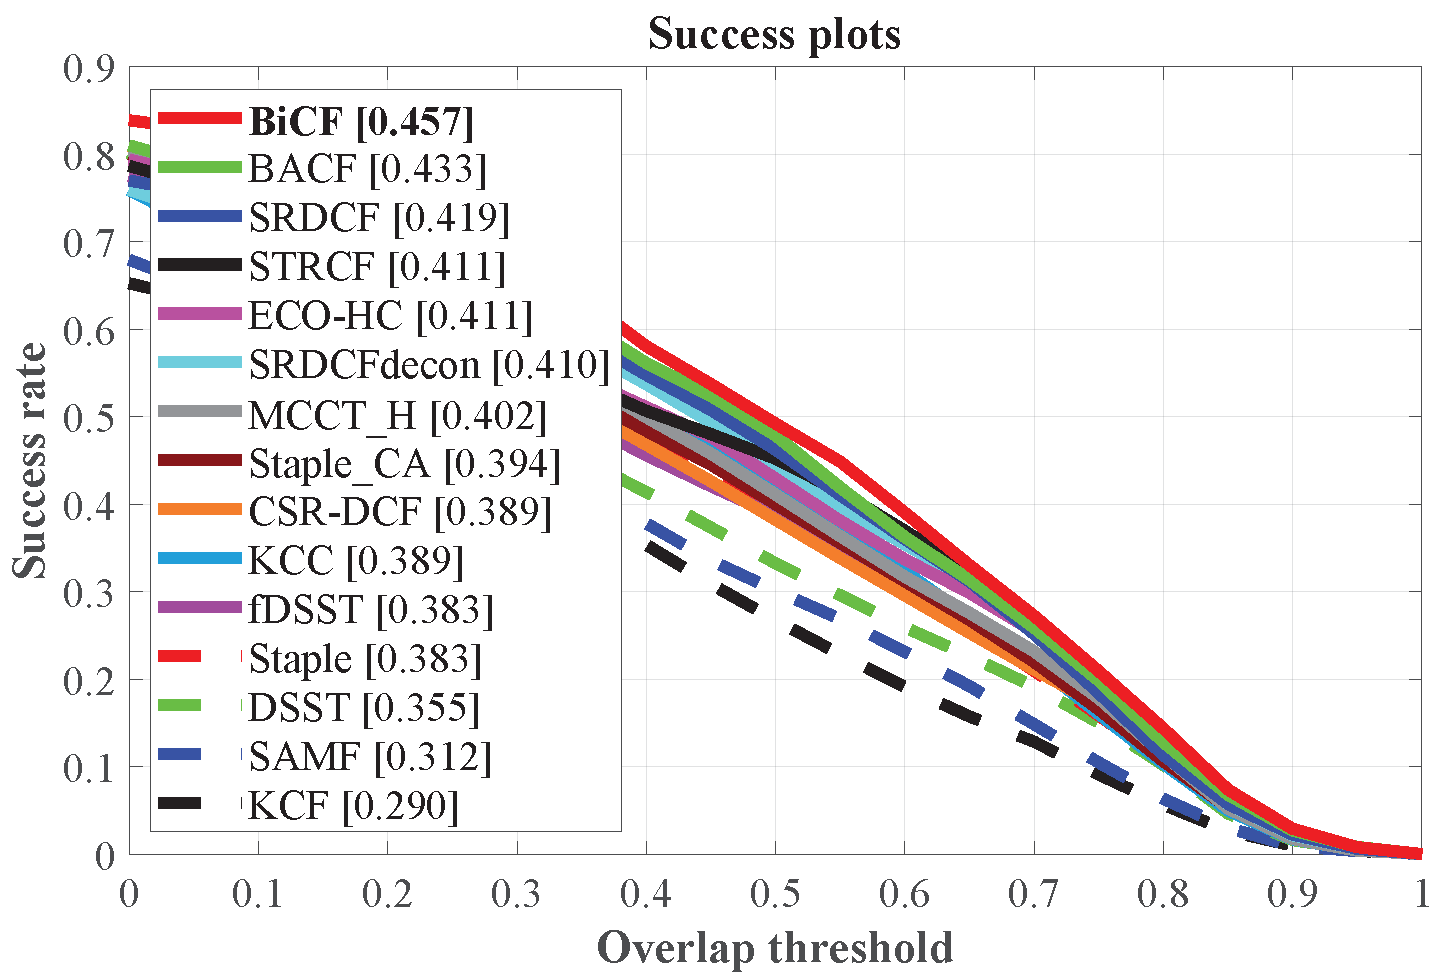 Success plots
0.9
0.8
0.7
0.6
0.5
0.4
0.3
0.2
0.1
0
Success rate
BiCF [0.457]
BACF [0.433]
SRDCF [0.419]
STRCF [0.411]
ECO-HC [0.411]
SRDCFdecon [0.410]
MCCT_H [0.402]
Staple_CA [0.394]
CSR-DCF [0.389]
KCC [0.389]
fDSST [0.383]
Staple [0.383]
DSST [0.355]
SAMF [0.312]
KCF [0.290]
0 0.1 0.2 0.3 0.4 0.5 0.6 0.7 0.8 0.9 1
Overlap threshold